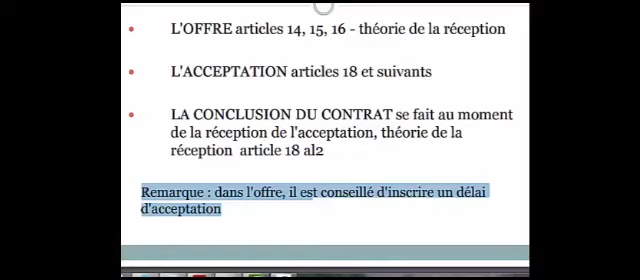 L'OFFRE articles 14, 15, 16 - théorie de la réception
L'ACCEPTATION articles 18 et suivants
LA CONCLUSION DU CONTRAT se fait au moment
de la réception de l'acceptation, théorie de la
réception article 18 al2
Remarque : dans l'offre, il est conseillé d'inscrire un délai
d'acceptation